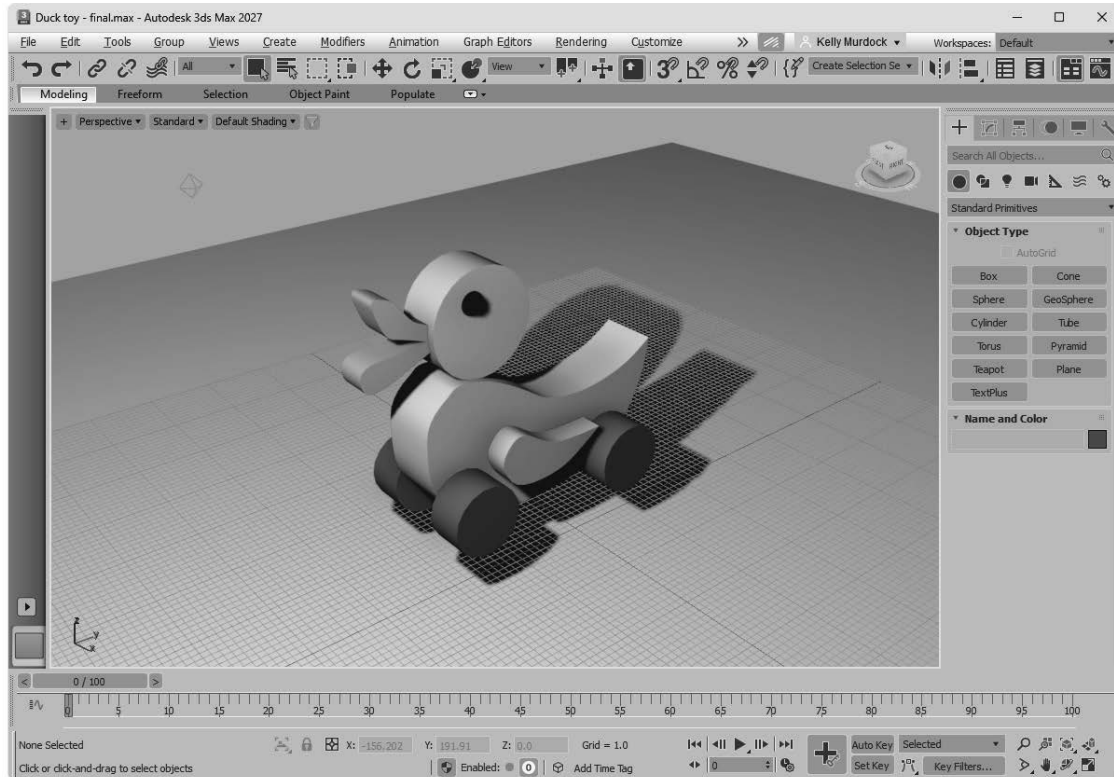 Duck toy - final.max - Autodesk 3ds Max 2027
File Edit Tools Group Views Create Modifiers Animation Graph Editors Rendering Customize Kelly Murdock Workspaces: Default
All View Create Selection Se
Modeling Freeform Selection Object Paint Populate
+ Perspective Standard Default Shading
Search All Objects...
Standard Primitives
Object Type
AutoGrid
Box Cone
Sphere GeoSphere
Cylinder Tube
Torus Pyramid
Teapot Plane
TextPlus
Name and Color
z
y
x
0 / 100
0 5 10 15 20 25 30 35 40 45 50 55 60 65 70 75 80 85 90 95 100
None Selected X: -156.202 Y: 191.91 Z: 0.0 Grid = 1.0 Auto Key Selected
Click or click-and-drag to select objects Enabled: 0 Add Time Tag 0 Set Key Key Filters...